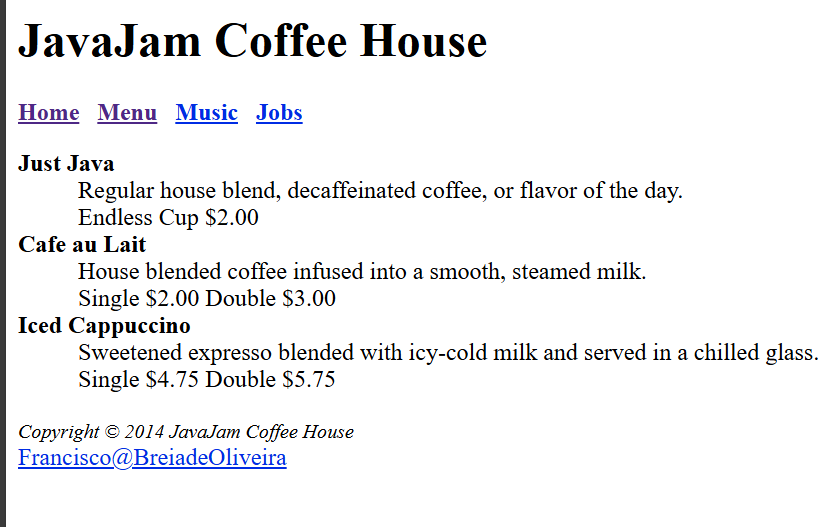 JavaJam Coffee House
Home Menu Music Jobs
Just Java
Regular house blend, decaffeinated coffee, or flavor of the day.
Endless Cup $2.00
Cafe au Lait
House blended coffee infused into a smooth, steamed milk.
Single $2.00 Double $3.00
Iced Cappuccino
Sweetened expresso blended with icy-cold milk and served in a chilled glass.
Single $4.75 Double $5.75
Copyright © 2014 JavaJam Coffee House
Francisco@BreiadeOliveira